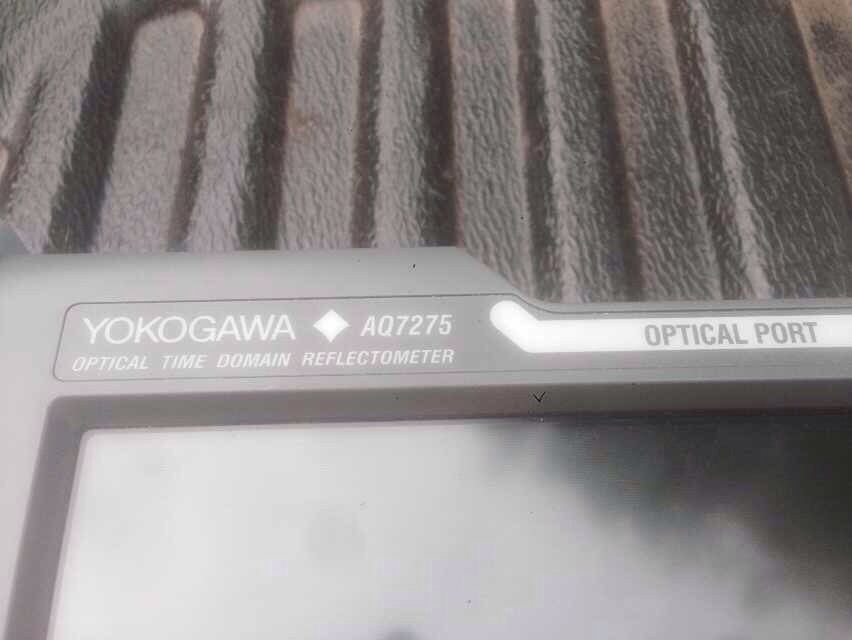 YOKOGAWA ◆ AQ7275
OPTICAL TIME DOMAIN REFLECTOMETER
OPTICAL PORT